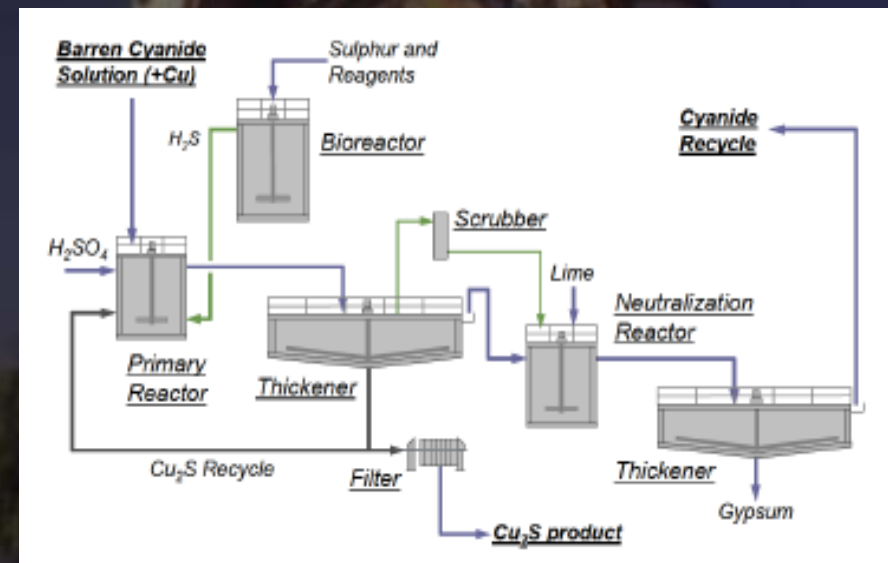 Barren Cyanide
Solution (+Cu)
Sulphur and
Reagents
H₂S
Bioreactor
Cyanide
Recycle
H₂SO₄
Scrubber
Lime
Neutralization
Reactor
Primary
Reactor
Thickener
Cu₂S Recycle
Filter
Thickener
Gypsum
Cu₂S product